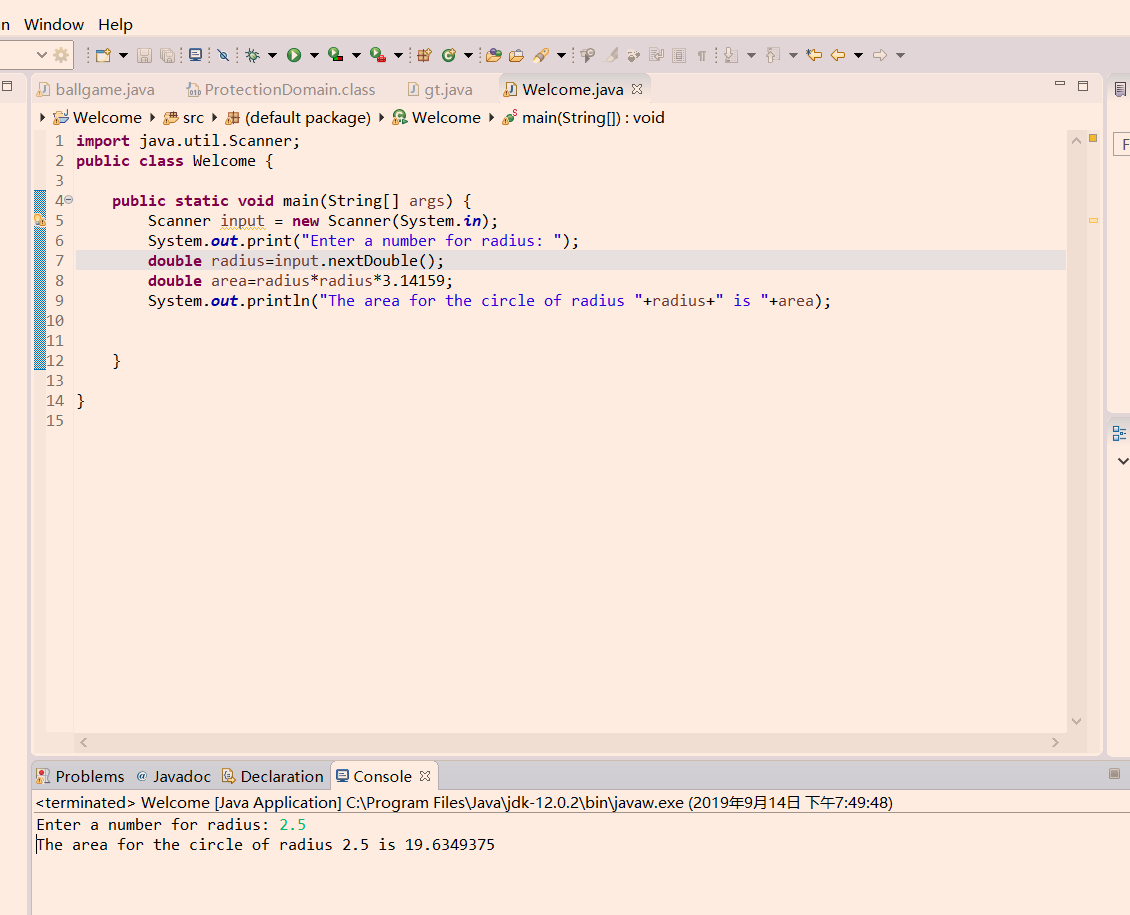 n Window Help
ballgame.java ProtectionDomain.class gt.java Welcome.java
Welcome src (default package) Welcome main(String[]) : void
1 import java.util.Scanner;
2 public class Welcome {
3
4 public static void main(String[] args) {
5 Scanner input = new Scanner(System.in);
6 System.out.print("Enter a number for radius: ");
7 double radius=input.nextDouble();
8 double area=radius*radius*3.14159;
9 System.out.println("The area for the circle of radius "+radius+" is "+area);
10
11
12 }
13
14 }
15
F
Problems @ Javadoc Declaration Console
<terminated> Welcome [Java Application] C:\Program Files\Java\jdk-12.0.2\bin\javaw.exe (2019年9月14日 下午7:49:48)
Enter a number for radius: 2.5
The area for the circle of radius 2.5 is 19.6349375